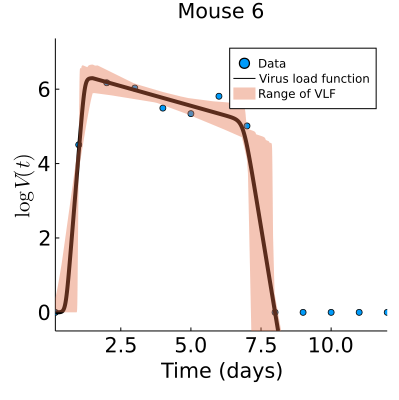 Mouse 6
Data
Virus load function
Range of VLF
log V(t)
6
4
2
0
2.5 5.0 7.5 10.0
Time (days)